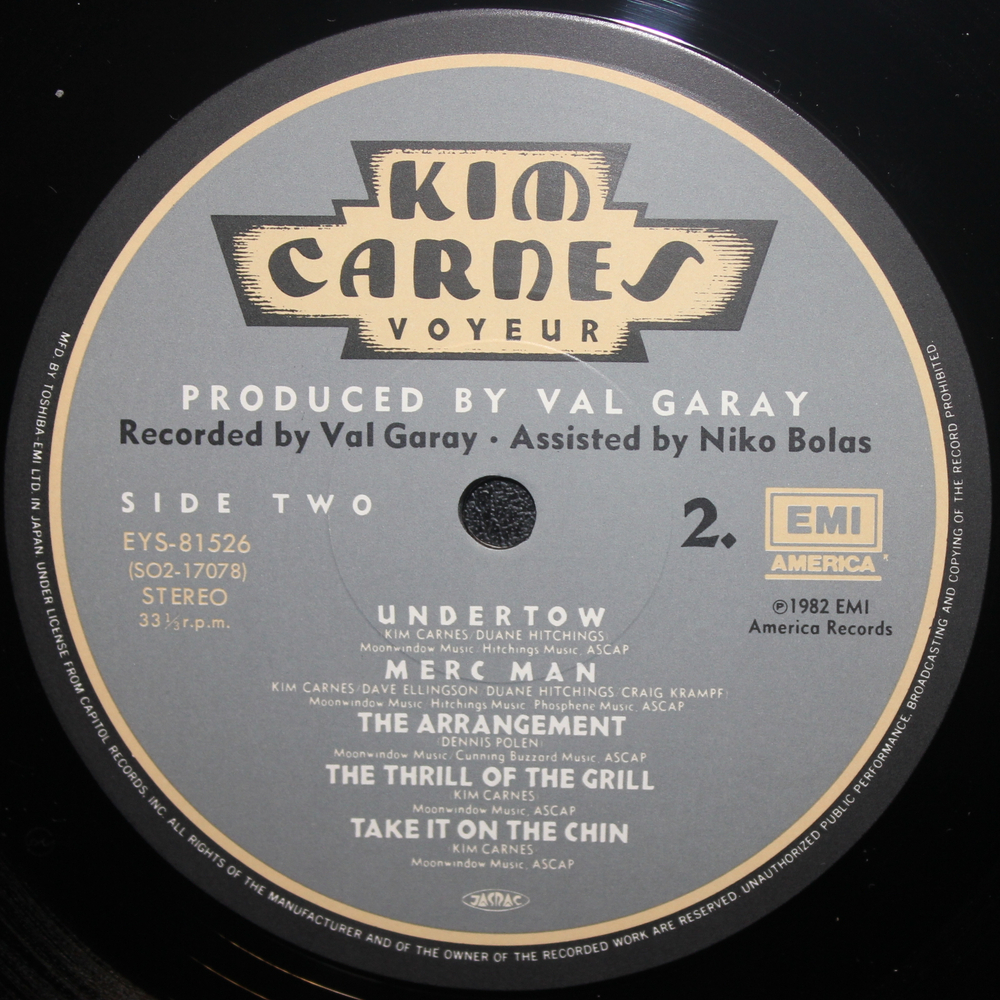 KIM
CARNES
VOYEUR
PRODUCED BY VAL GARAY
Recorded by Val Garay · Assisted by Niko Bolas
SIDE TWO
2.
EMI
AMERICA
EYS-81526
(SO2-17078)
STEREO
33⅓r.p.m.
℗1982 EMI
America Records
UNDERTOW
KIM CARNES/DUANE HITCHINGS
Moonwindow Music/Hitchings Music, ASCAP
MERC MAN
KIM CARNES/DAVE ELLINGSON/DUANE HITCHINGS/CRAIG KRAMPF
Moonwindow Music/Hitchings Music/Phosphene Music, ASCAP
THE ARRANGEMENT
(DENNIS POLEN)
Moonwindow Music/Cunning Buzzard Music, ASCAP
THE THRILL OF THE GRILL
KIM CARNES
Moonwindow Music, ASCAP
TAKE IT ON THE CHIN
KIM CARNES
Moonwindow Music, ASCAP
JASRAC
MFD. BY TOSHIBA-EMI LTD. IN JAPAN. UNDER LICENSE FROM CAPITOL RECORDS, INC. ALL RIGHTS OF THE MANUFACTURER AND OF THE OWNER OF THE RECORDED WORK ARE RESERVED. UNAUTHORIZED PUBLIC PERFORMANCE, BROADCASTING AND COPYING OF THE RECORD PROHIBITED.